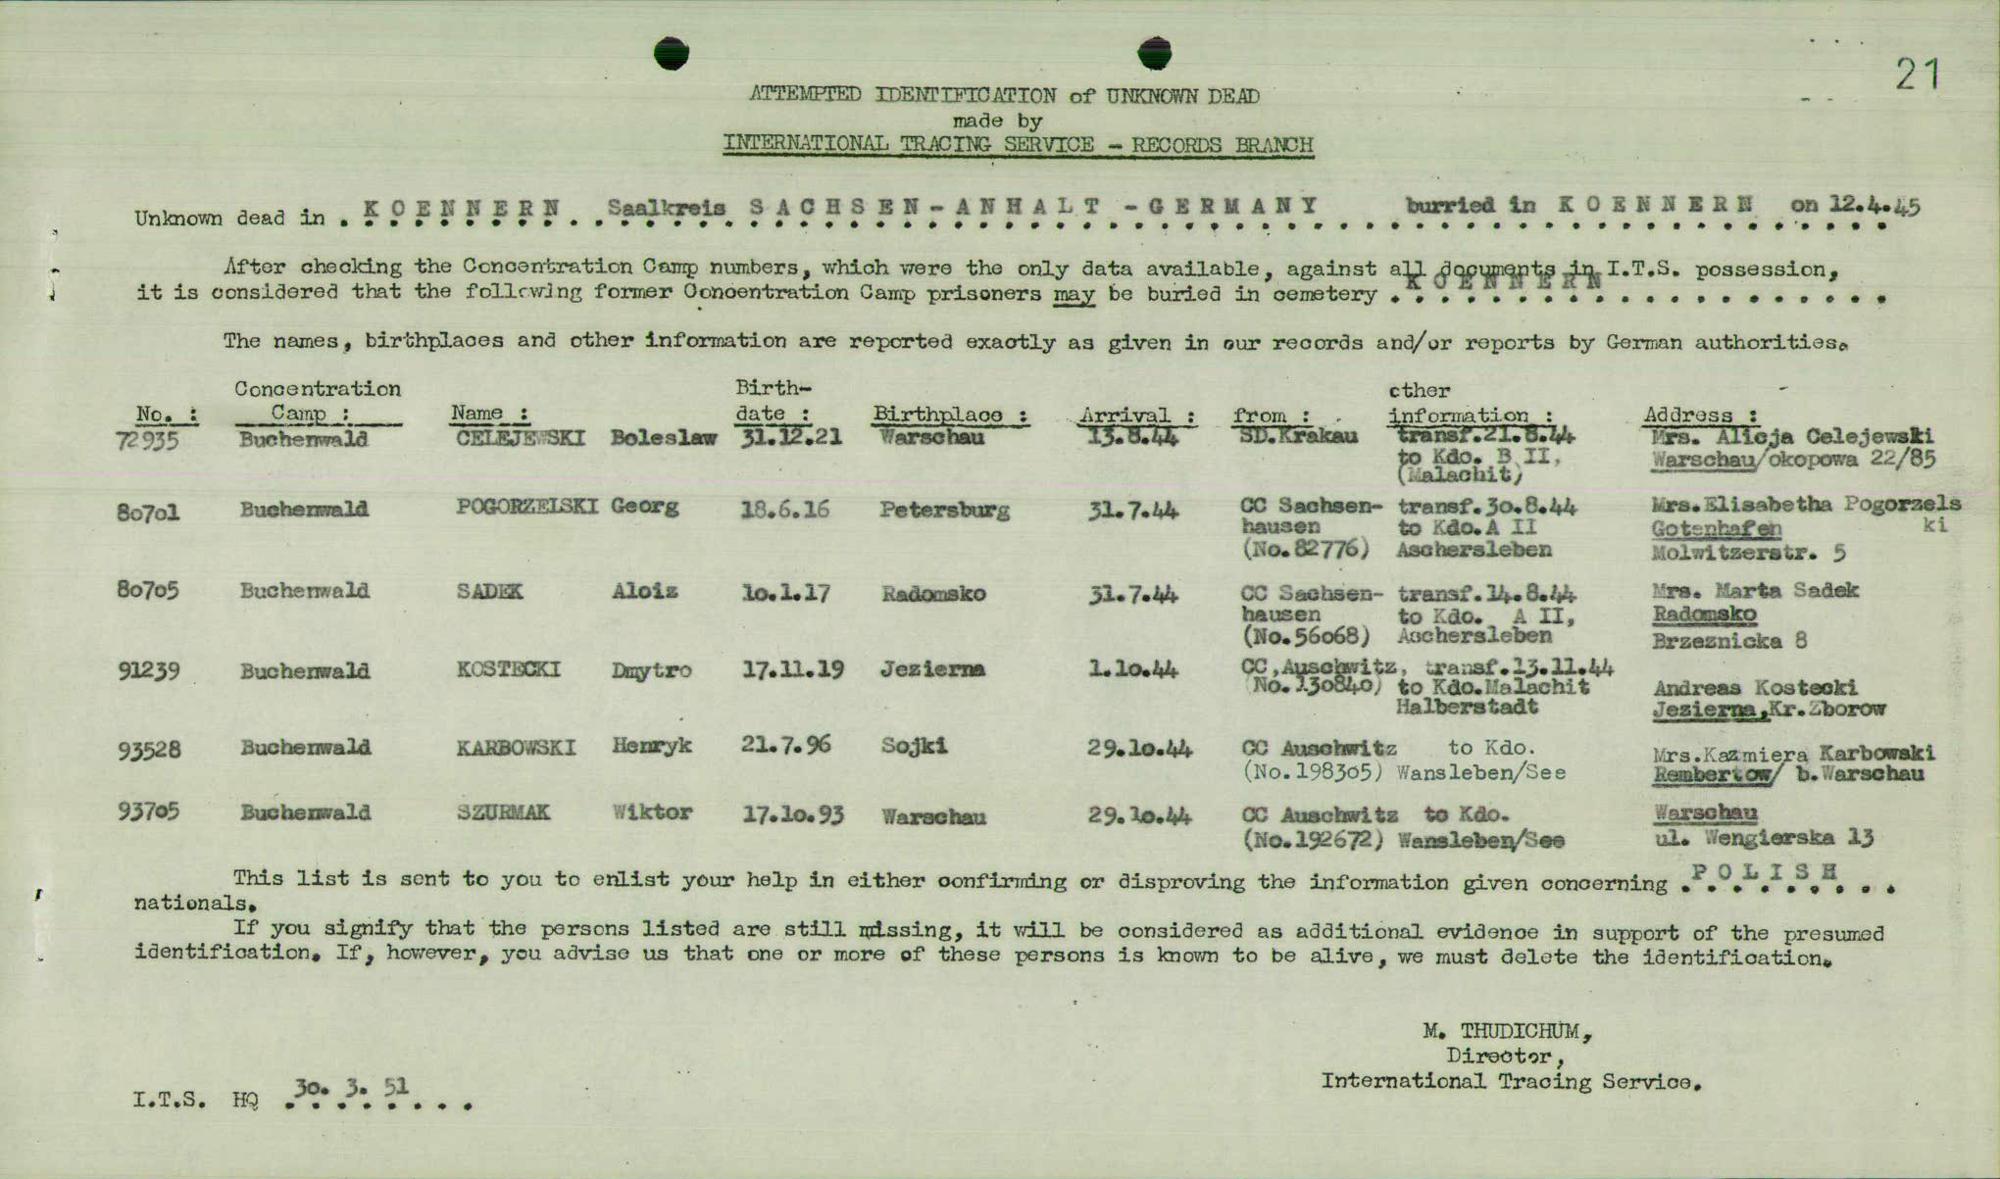 21
ATTEMPTED IDENTIFICATION of UNKNOWN DEAD
made by
INTERNATIONAL TRACING SERVICE - RECORDS BRANCH
Unknown dead in . KOENNERN . . Saalkreis SACHSEN-ANHALT -GERMANY burried in KOENNERN on 12.4.45
After checking the Concentration Camp numbers, which were the only data available, against all documents in I.T.S. possession,
it is considered that the following former Concentration Camp prisoners may be buried in cemetery . KOENNERN
The names, birthplaces and other information are reported exactly as given in our records and/or reports by German authorities.
No. : Concentration Camp : Name : Birth-date : Birthplace : Arrival : from : other information : Address :
72935 Buchenwald CELEJEWSKI Boleslaw 31.12.21 Warschau 13.8.44 SD.Krakau transf.21.8.44 Mrs. Alicja Celejewski
to Kdo. B II, Warschau/okopowa 22/85
(Malachit)
80701 Buchenwald POGORZELSKI Georg 18.6.16 Petersburg 31.7.44 CC Sachsen- transf.30.8.44 Mrs.Elisabetha Pogorzels
hausen to Kdo.A II Gotenhafen ki
(No.82776) Aschersleben Molwitzerstr. 5
80705 Buchenwald SADEK Alois 10.1.17 Radomsko 31.7.44 CC Sachsen- transf.14.8.44 Mrs. Marta Sadek
hausen to Kdo. A II, Radomsko
(No.56068) Aschersleben Brzeznicka 8
91239 Buchenwald KOSTECKI Dmytro 17.11.19 Jezierna 1.10.44 CC,Auschwitz, transf.13.11.44
(No.130840) to Kdo.Malachit Andreas Kostecki
Halberstadt Jezierna,Kr.Zborow
93528 Buchenwald KARBOWSKI Henryk 21.7.96 Sojki 29.10.44 CC Auschwitz to Kdo. Mrs.Kazmiera Karbowski
(No.198305) Wansleben/See Rembertow/ b.Warschau
93705 Buchenwald SZURMAK Wiktor 17.10.93 Warschau 29.10.44 CC Auschwitz to Kdo. Warschau
(No.192672) Wansleben/See ul. Wengierska 13
This list is sent to you to enlist your help in either confirming or disproving the information given concerning . POLISH . .
nationals.
If you signify that the persons listed are still missing, it will be considered as additional evidence in support of the presumed
identification. If, however, you advise us that one or more of these persons is known to be alive, we must delete the identification.
M. THUDICHUM,
Director,
International Tracing Service.
I.T.S. HQ 30. 3. 51